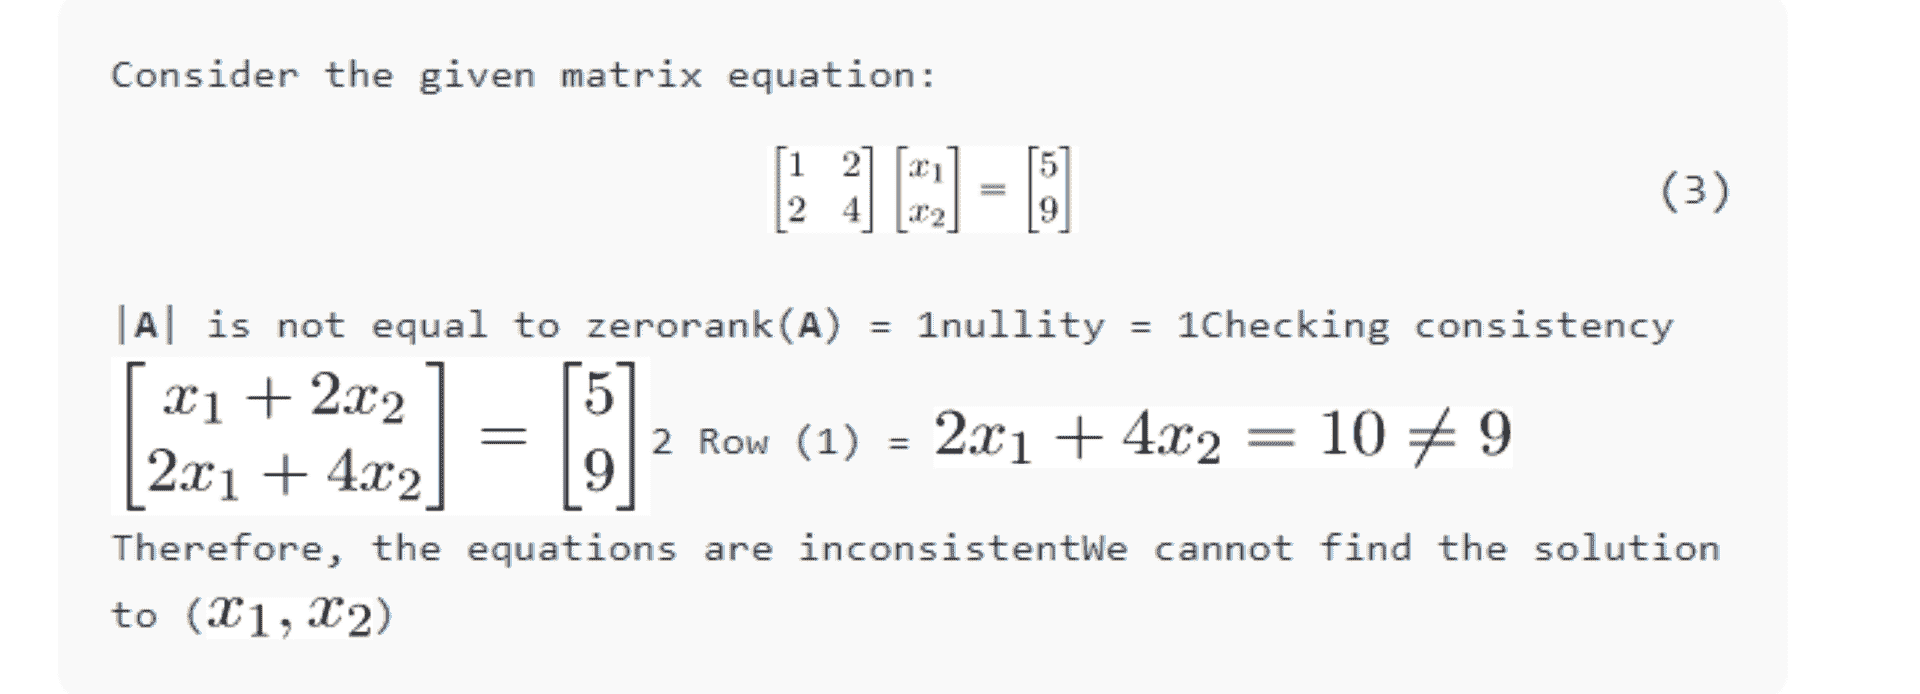 Consider the given matrix equation:
[1 2; 2 4] [x₁; x₂] = [5; 9] (3)
|A| is not equal to zerorank(A) = 1nullity = 1Checking consistency
[x₁ + 2x₂; 2x₁ + 4x₂] = [5; 9] 2 Row (1) = 2x₁ + 4x₂ = 10 ≠ 9
Therefore, the equations are inconsistentWe cannot find the solution
to (x₁, x₂)